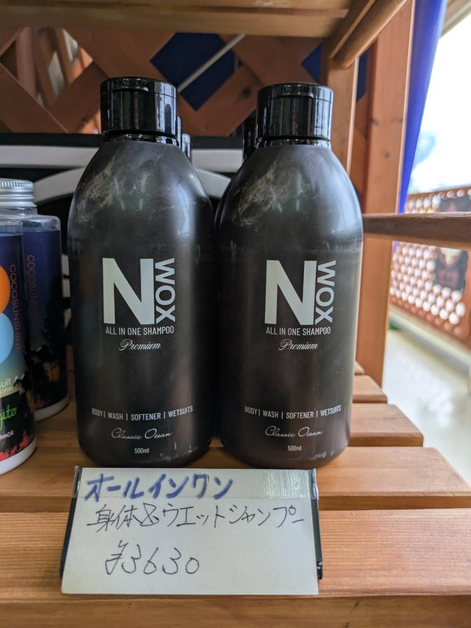 NWOX
ALL IN ONE SHAMPOO
Premium
BODY | WASH | SOFTENER | WETSUITS
Classic Ocean
500ml
NWOX
ALL IN ONE SHAMPOO
Premium
BODY | WASH | SOFTENER | WETSUITS
Classic Ocean
500ml
COCOSUNSHINE
オールインワン
身体&ウエットシャンプー
¥3630